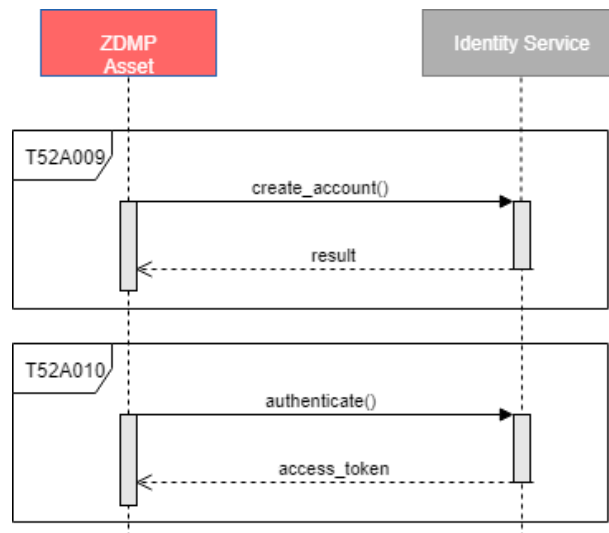 ZDMP
Asset
Identity Service
T52A009
create_account()
result
T52A010
authenticate()
access_token